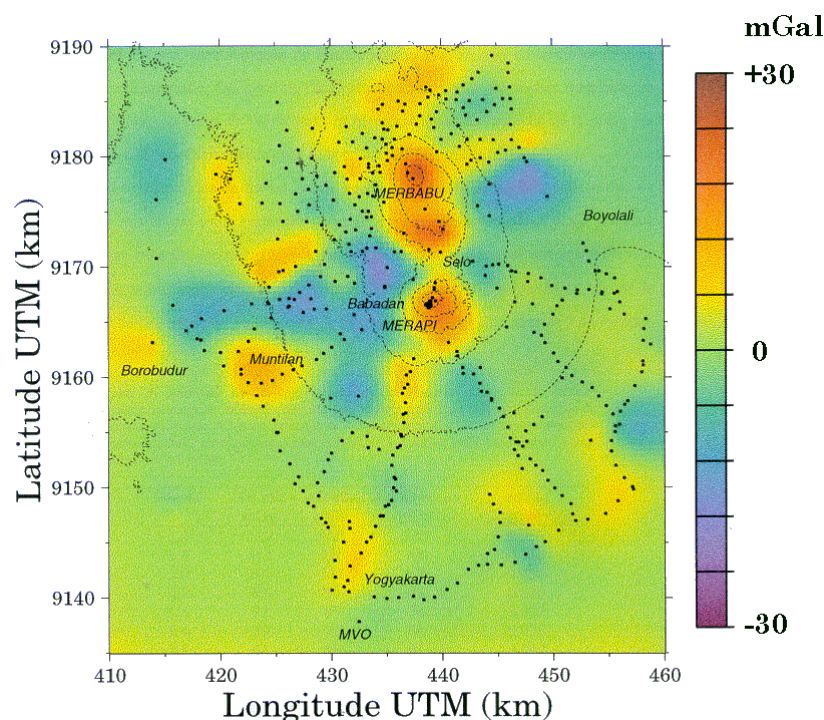 mGal
+30
0
-30
9190
9180
9170
9160
9150
9140
Latitude UTM (km)
MERBABU
Boyolali
Selo
Babadan
MERAPI
Muntilan
Borobudur
Yogyakarta
MVO
410
420
430
440
450
460
Longitude UTM (km)